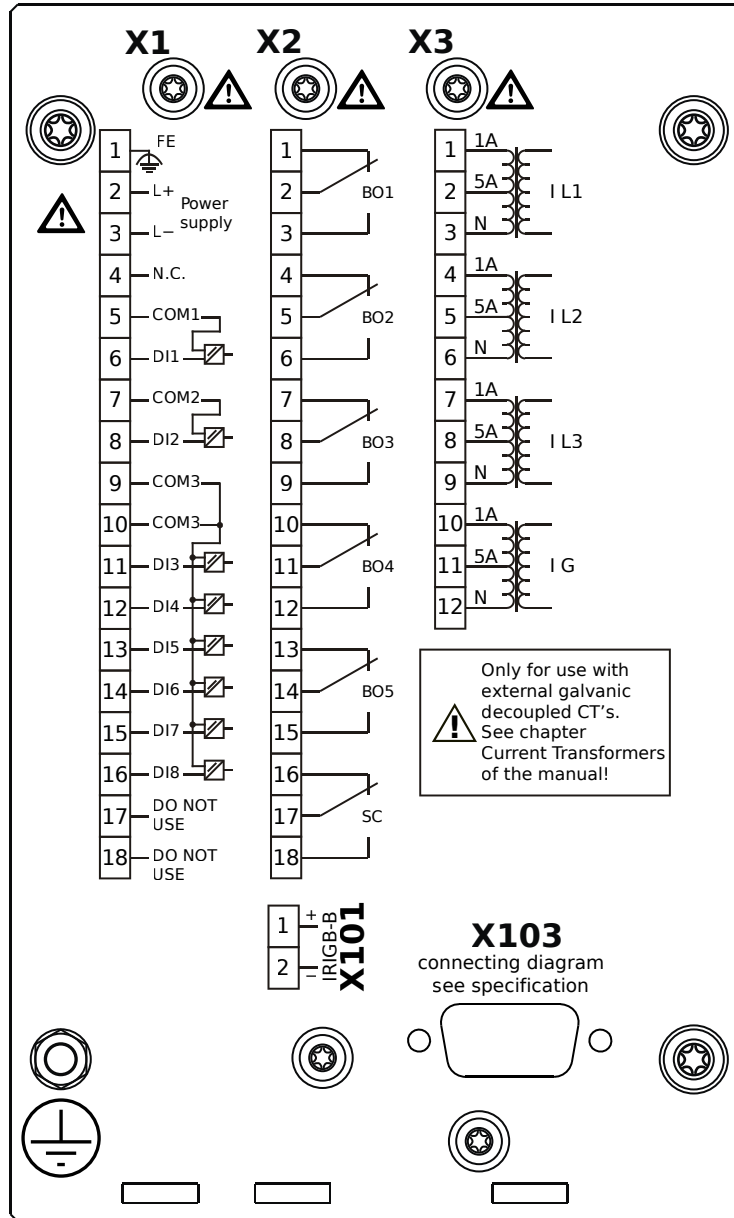 X1
X2
X3
1 FE
2 L+
Power
supply
3 L−
4 N.C.
5 COM1
6 DI1
7 COM2
8 DI2
9 COM3
10 COM3
11 DI3
12 DI4
13 DI5
14 DI6
15 DI7
16 DI8
17 DO NOT
USE
18 DO NOT
USE
1
2 BO1
3
4
5 BO2
6
7
8 BO3
9
10
11 BO4
12
13
14 BO5
15
16
17 SC
18
1 1A
2 5A I L1
3 N
4 1A
5 5A I L2
6 N
7 1A
8 5A I L3
9 N
10 1A
11 5A I G
12 N
Only for use with
external galvanic
decoupled CT’s.
See chapter
Current Transformers
of the manual!
1 +
2 −
IRIGB-B
X101
X103
connecting diagram
see specification